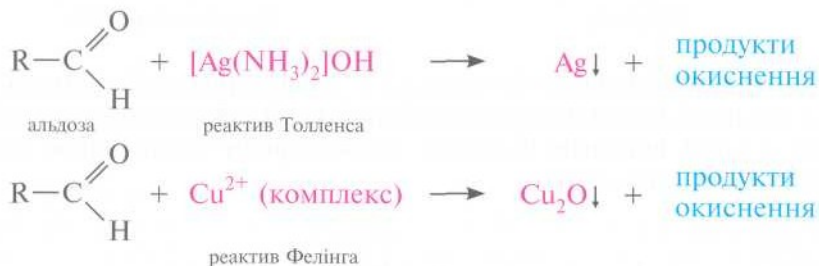 R—C(=O)—H + [Ag(NH₃)₂]OH → Ag↓ + продукти окиснення
альдоза реактив Толленса
R—C(=O)—H + Cu²⁺ (комплекс) → Cu₂O↓ + продукти окиснення
реактив Фелінга